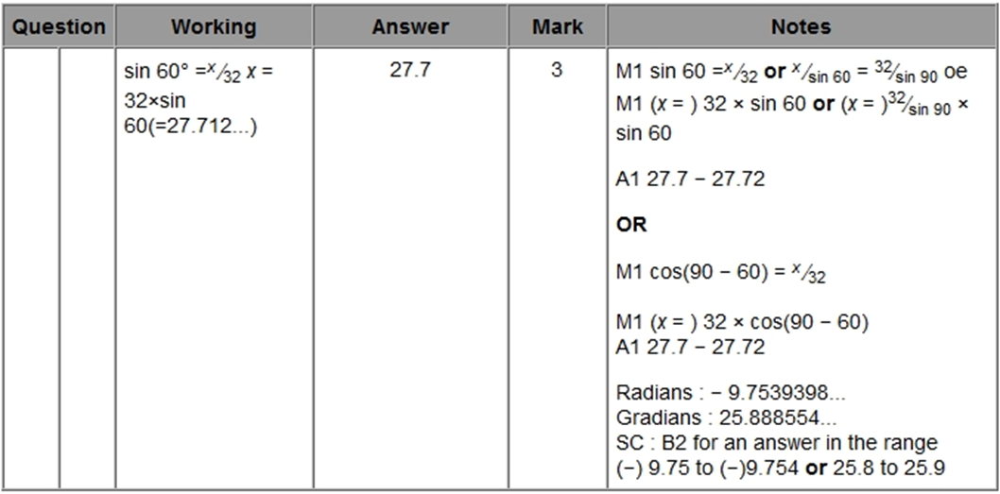 Question Working Answer Mark Notes
sin 60° =x/32 x =
32×sin
60(=27.712...)
27.7
3
M1 sin 60 =x/32 or x/sin 60 = 32/sin 90 oe
M1 (x = ) 32 × sin 60 or (x = )32/sin 90 ×
sin 60
A1 27.7 − 27.72
OR
M1 cos(90 − 60) = x/32
M1 (x = ) 32 × cos(90 − 60)
A1 27.7 − 27.72
Radians : − 9.7539398...
Gradians : 25.888554...
SC : B2 for an answer in the range
(−) 9.75 to (−)9.754 or 25.8 to 25.9